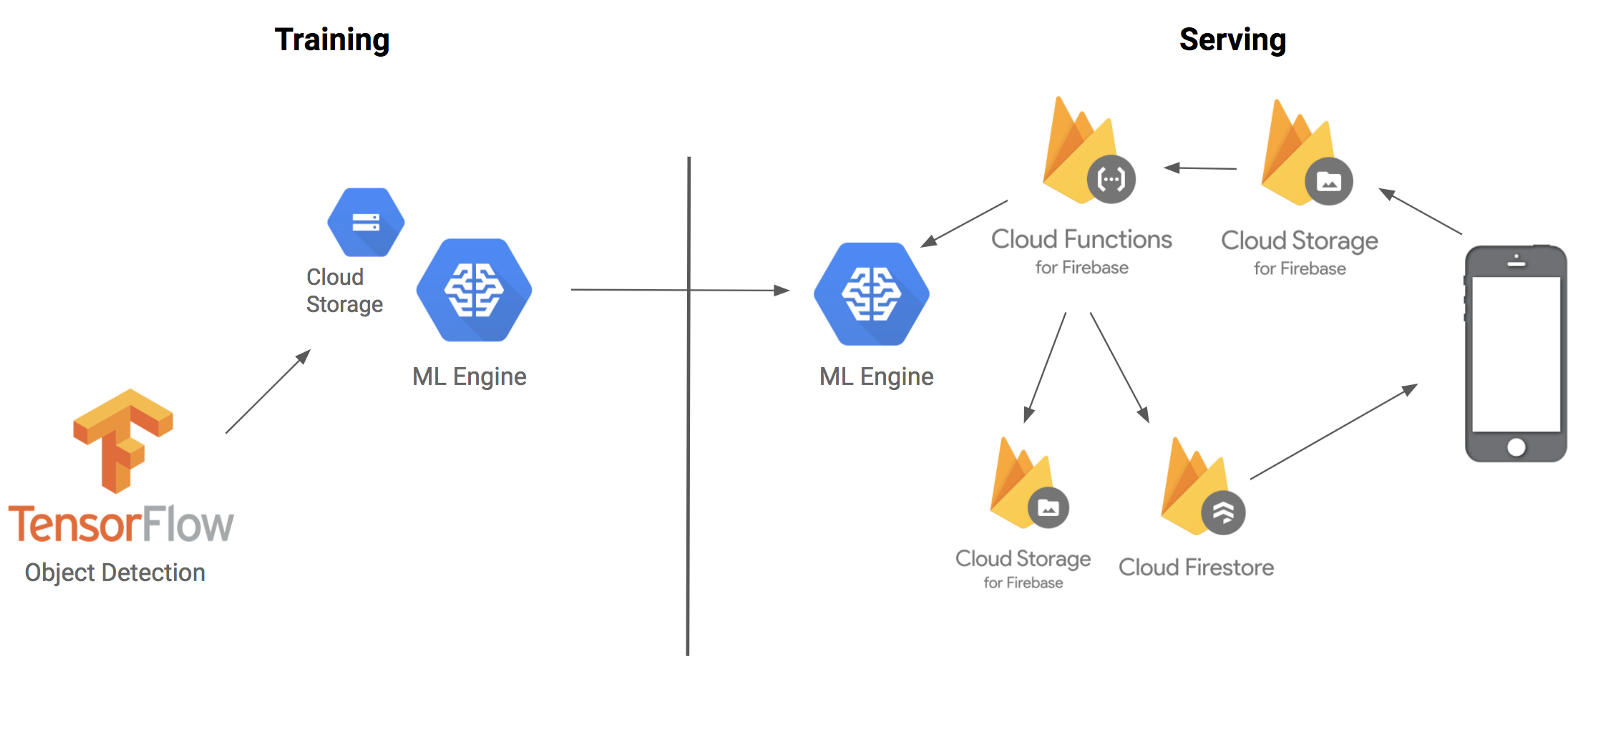 Training
Cloud
Storage
ML Engine
TensorFlow
Object Detection
Serving
Cloud Functions
for Firebase
Cloud Storage
for Firebase
ML Engine
Cloud Storage
for Firebase
Cloud Firestore